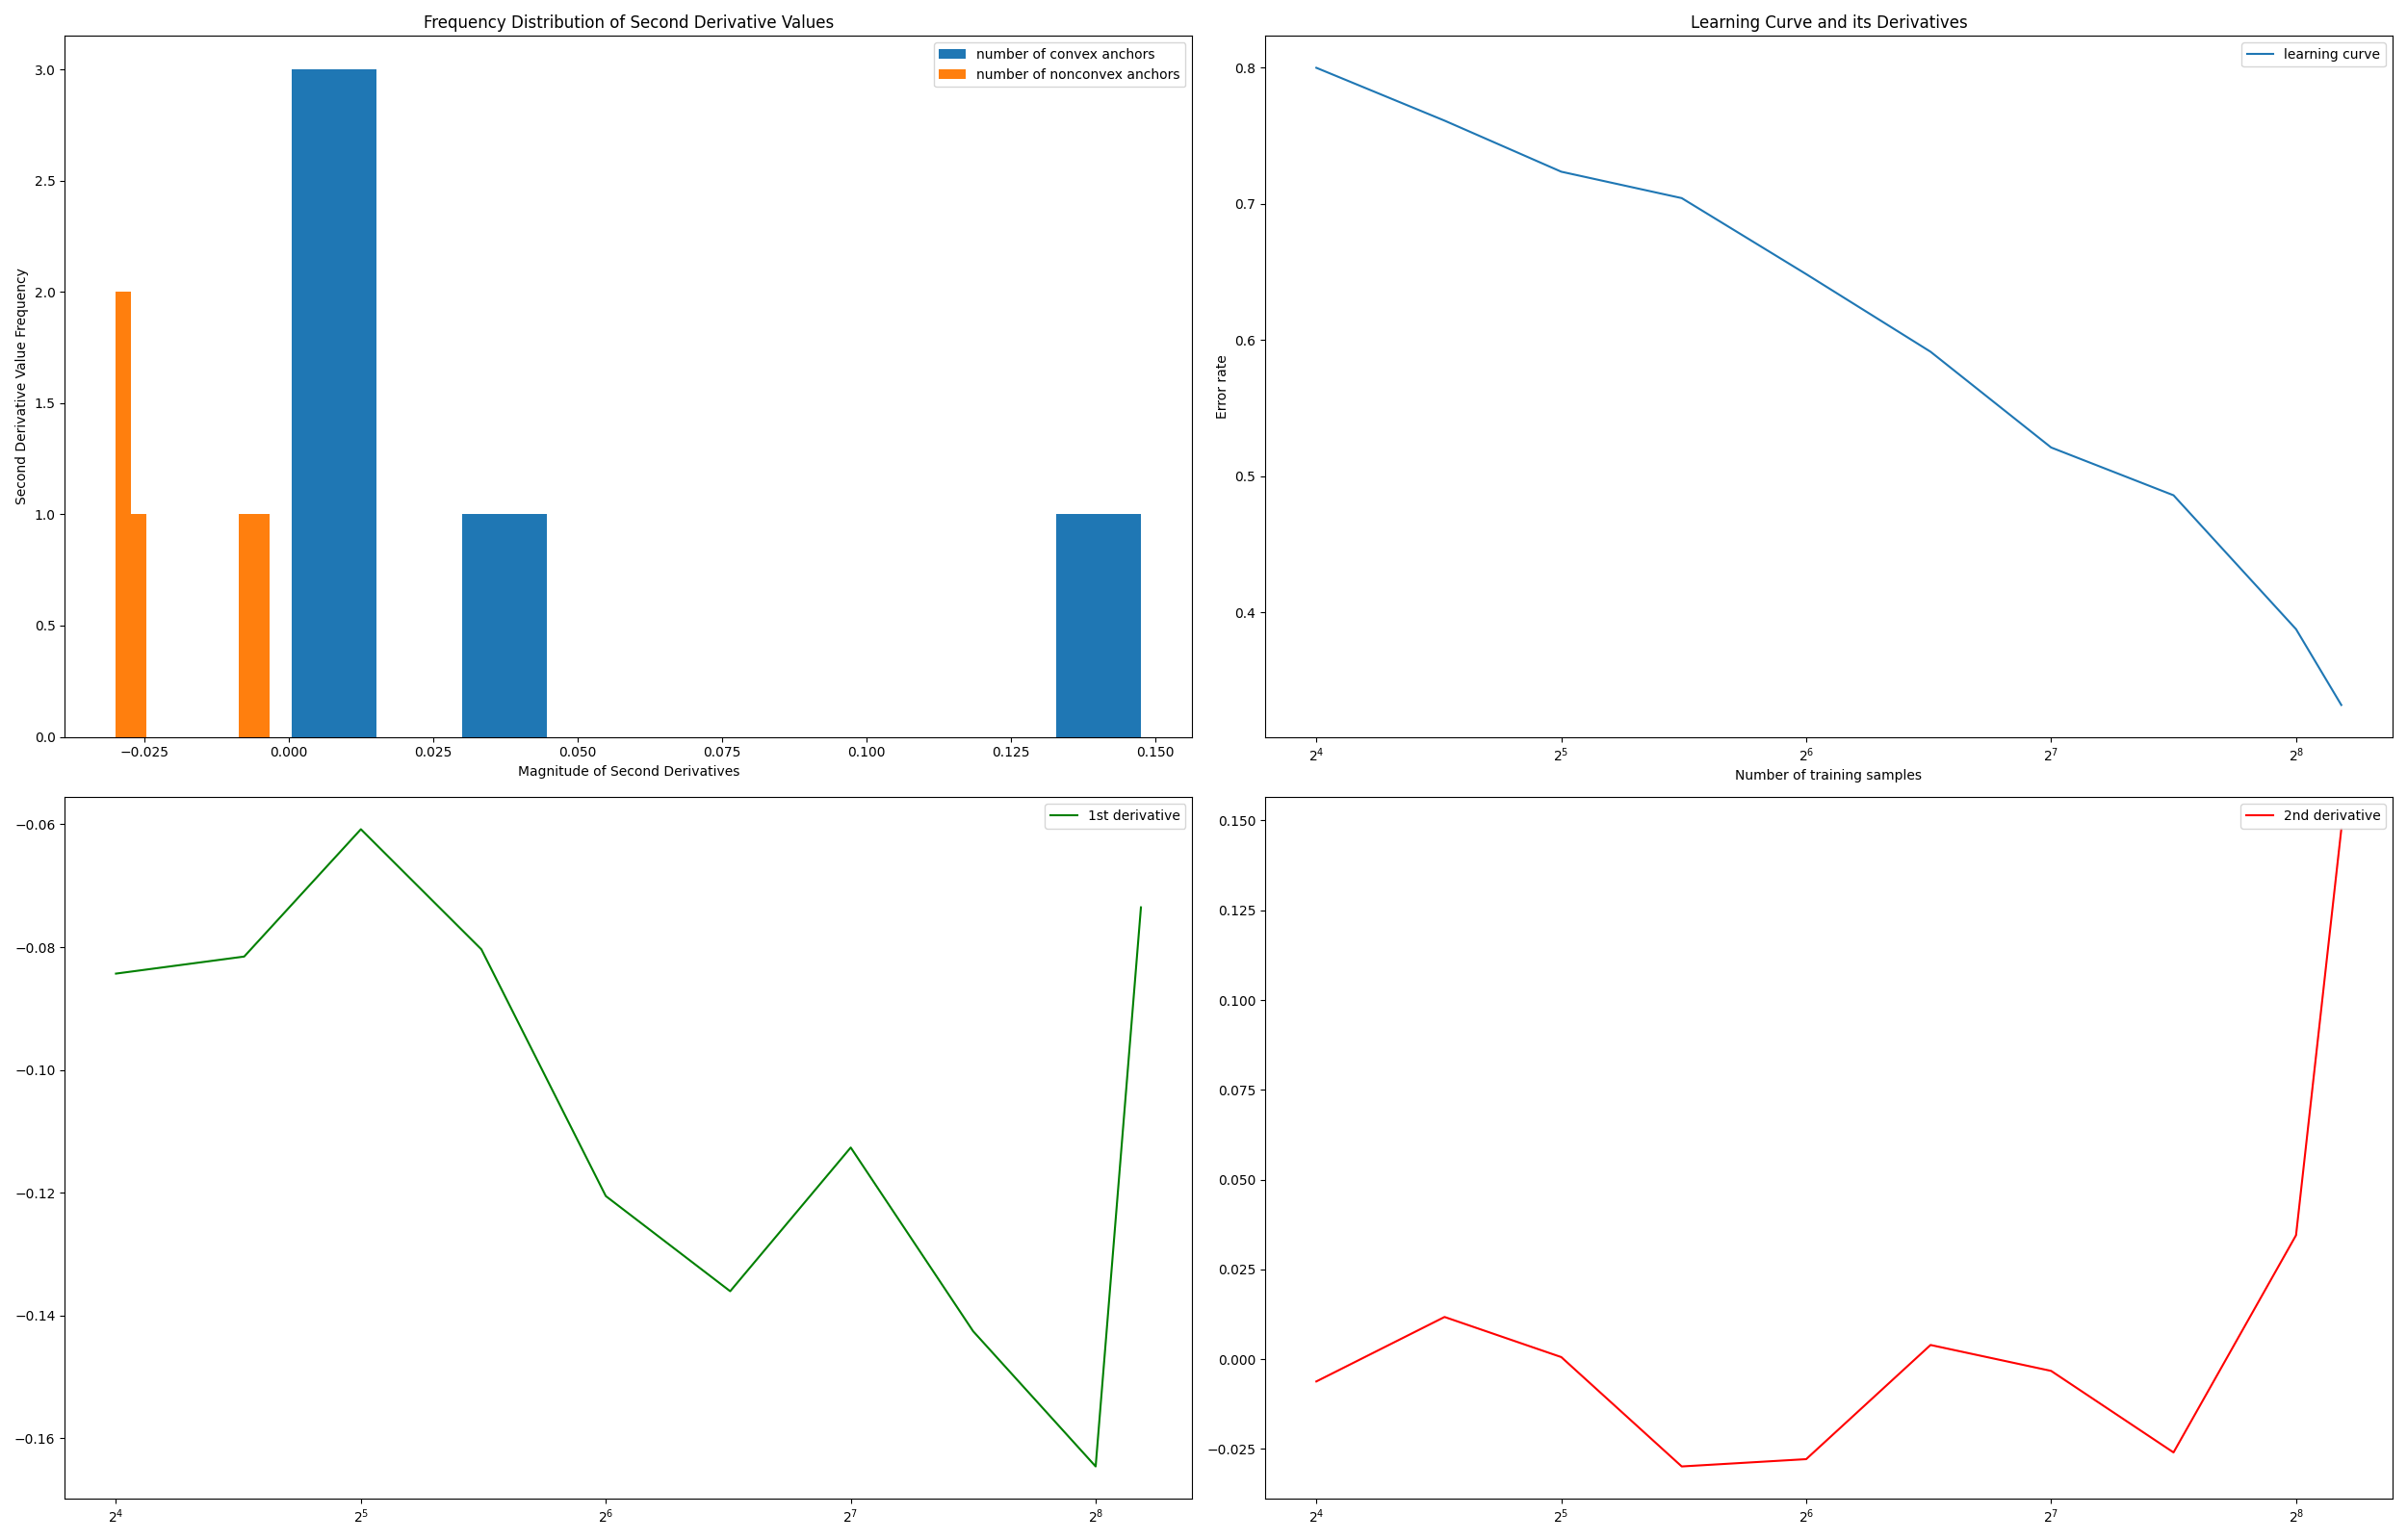 Frequency Distribution of Second Derivative Values
number of convex anchors
number of nonconvex anchors
Second Derivative Value Frequency
3.0
2.5
2.0
1.5
1.0
0.5
0.0
−0.025 0.000 0.025 0.050 0.075 0.100 0.125 0.150
Magnitude of Second Derivatives
Learning Curve and its Derivatives
learning curve
Error rate
0.8
0.7
0.6
0.5
0.4
2⁴ 2⁵ 2⁶ 2⁷ 2⁸
Number of training samples
1st derivative
−0.06
−0.08
−0.10
−0.12
−0.14
−0.16
2⁴ 2⁵ 2⁶ 2⁷ 2⁸
2nd derivative
0.150
0.125
0.100
0.075
0.050
0.025
0.000
−0.025
2⁴ 2⁵ 2⁶ 2⁷ 2⁸